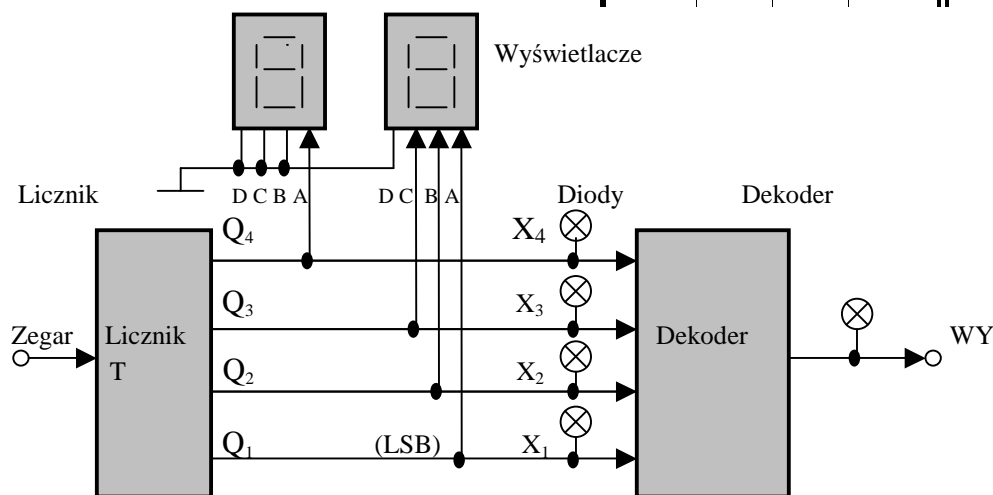 Wyświetlacze
D C B A D C B A
Licznik Diody Dekoder
Q4 X4
Q3 X3
Zegar Licznik Dekoder WY
T
Q2 X2
Q1 (LSB) X1